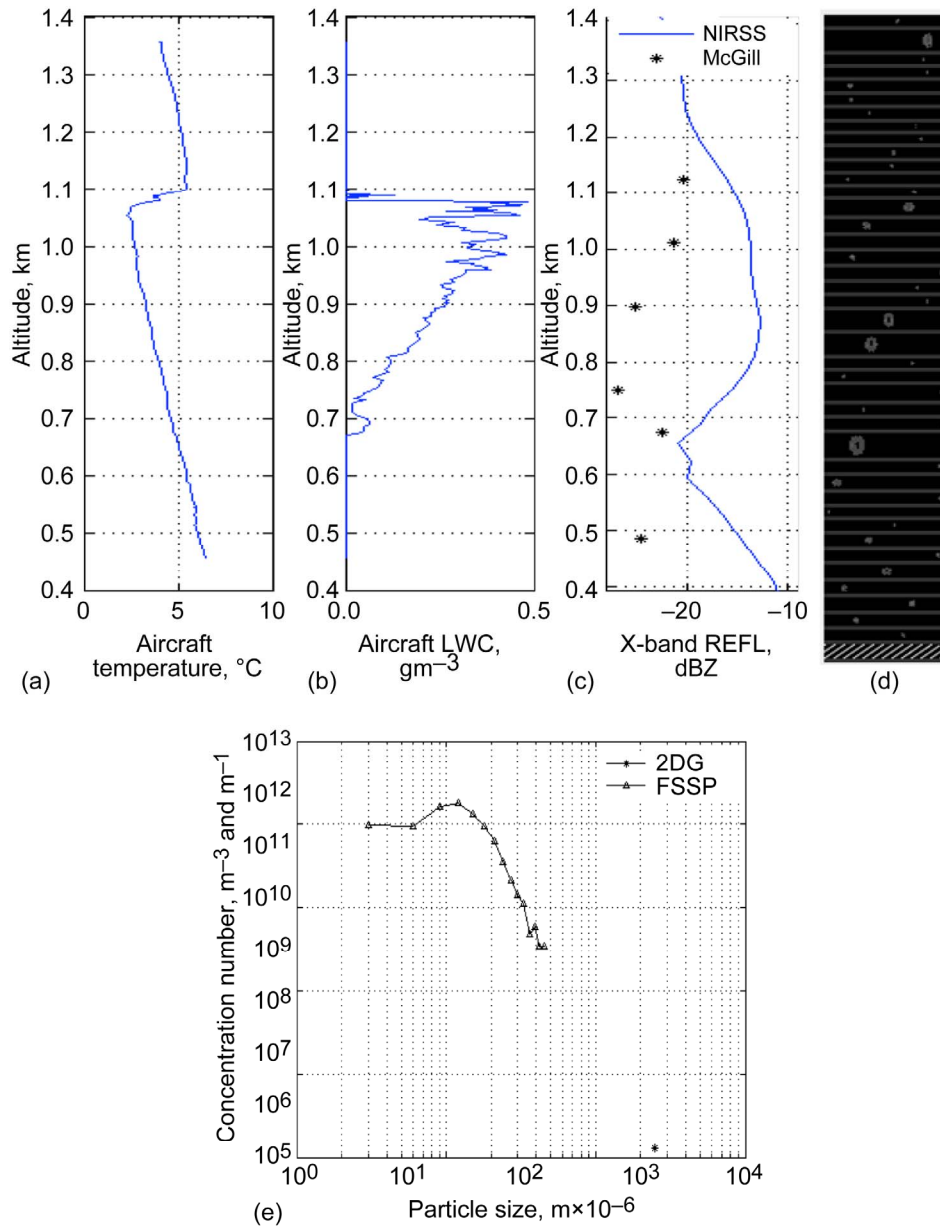 1.4
1.3
1.2
1.1
1.0
0.9
0.8
0.7
0.6
0.5
0.4
Altitude, km
0
5
10
Aircraft
temperature, °C
(a)
1.4
1.3
1.2
1.1
1.0
0.9
0.8
0.7
0.6
0.5
0.4
Altitude, km
0.0
0.5
Aircraft LWC,
gm–3
(b)
1.4
1.3
1.2
1.1
1.0
0.9
0.8
0.7
0.6
0.5
0.4
Altitude, km
NIRSS
McGill
–20
–10
X-band REFL,
dBZ
(c)
(d)
10^13
10^12
10^11
10^10
10^9
10^8
10^7
10^6
10^5
Concentration number, m–3 and m–1
2DG
FSSP
10^0
10^1
10^2
10^3
10^4
Particle size, m×10–6
(e)